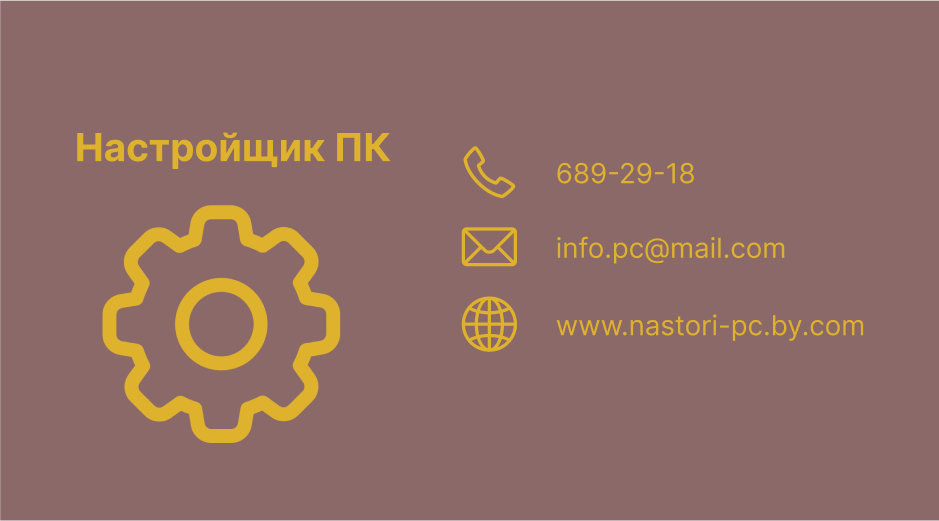 Настройщик ПК
689-29-18
info.pc@mail.com
www.nastori-pc.by.com